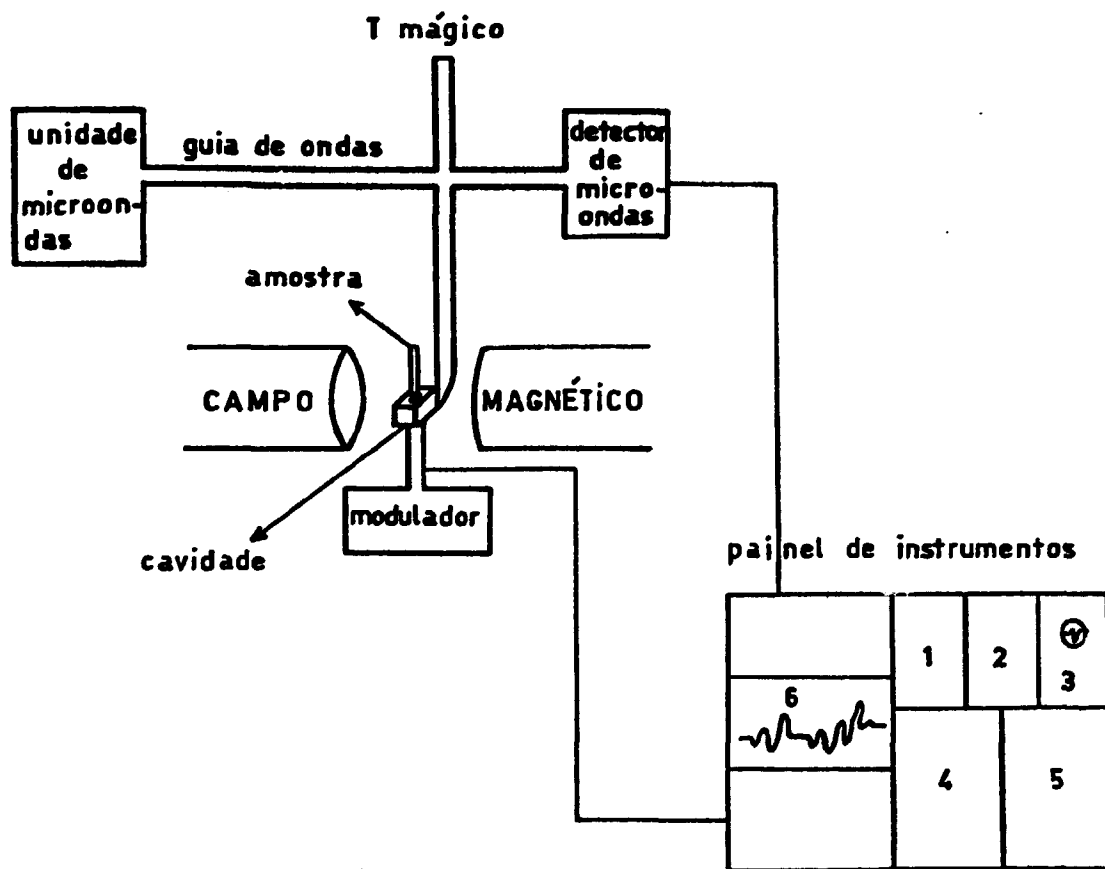 T mágico
unidade
de
microon-
das
guia de ondas
detector
de
micro-
ondas
amostra
CAMPO
MAGNÉTiCO
modulador
cavidade
painel de instrumentos
1
2
3
6
4
5